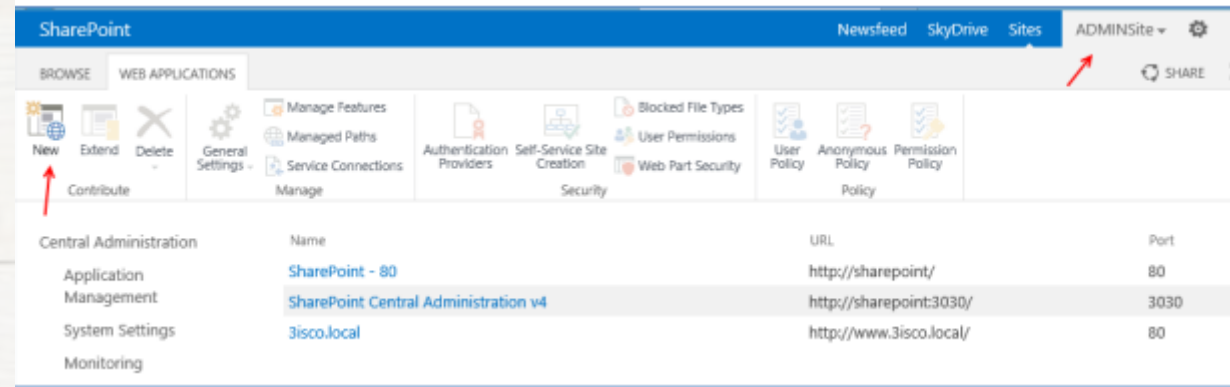 SharePoint
Newsfeed SkyDrive Sites ADMINSite
BROWSE WEB APPLICATIONS
SHARE
New
Extend
Delete
Contribute
General
Settings
Manage Features
Managed Paths
Service Connections
Manage
Authentication
Providers
Self-Service Site
Creation
Blocked File Types
User Permissions
Web Part Security
Security
User
Policy
Anonymous
Policy
Permission
Policy
Policy
Central Administration
Application
Management
System Settings
Monitoring
Name URL Port
SharePoint - 80 http://sharepoint/ 80
SharePoint Central Administration v4 http://sharepoint:3030/ 3030
3isco.local http://www.3isco.local/ 80